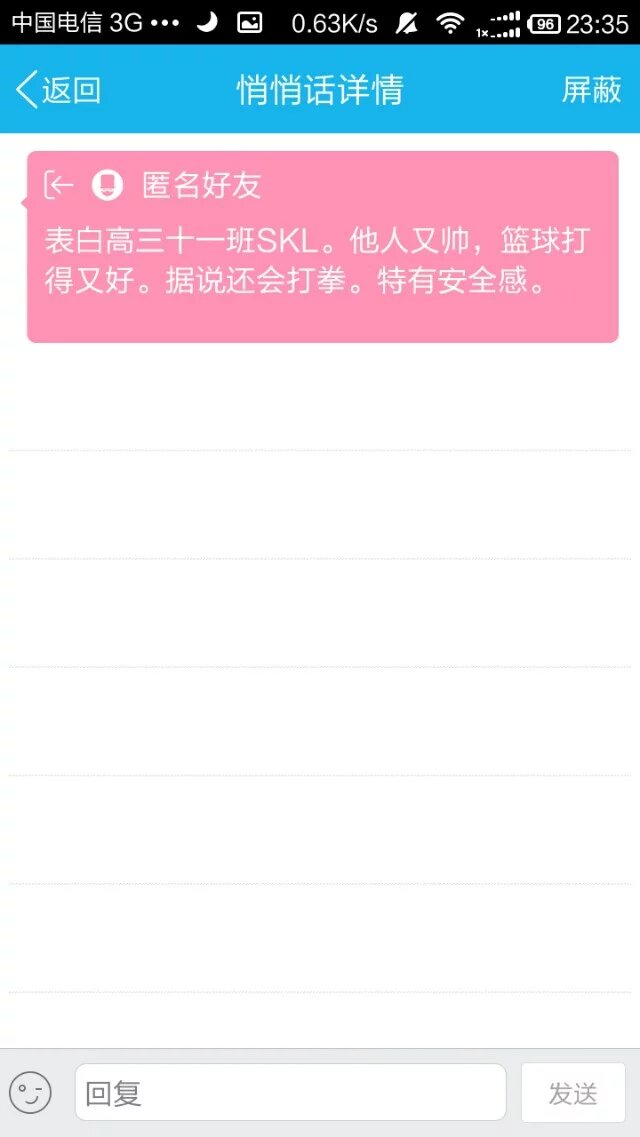 中国电信 3G ••• 0.63K/s 1x 96 23:35
返回 悄悄话详情 屏蔽
匿名好友
表白高三十一班SKL。他人又帅，篮球打
得又好。据说还会打拳。特有安全感。
回复 发送